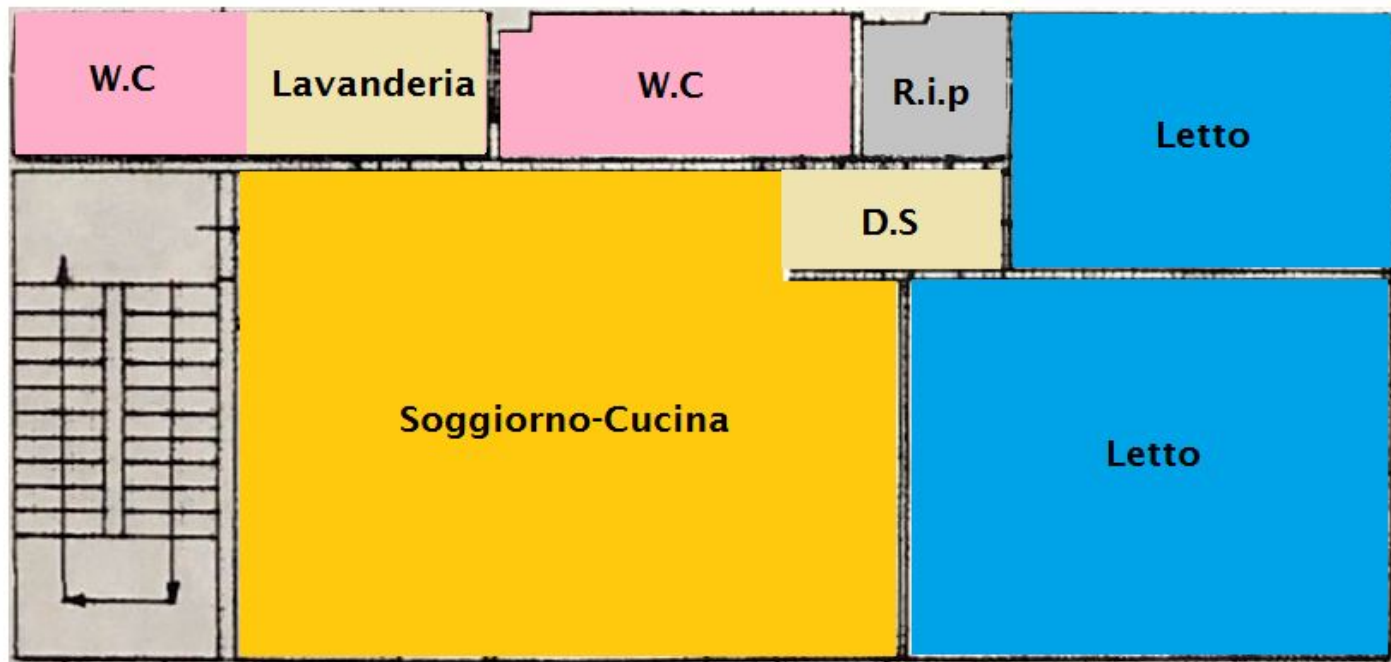 W.C
Lavanderia
W.C
R.i.p
Letto
D.S
Soggiorno-Cucina
Letto